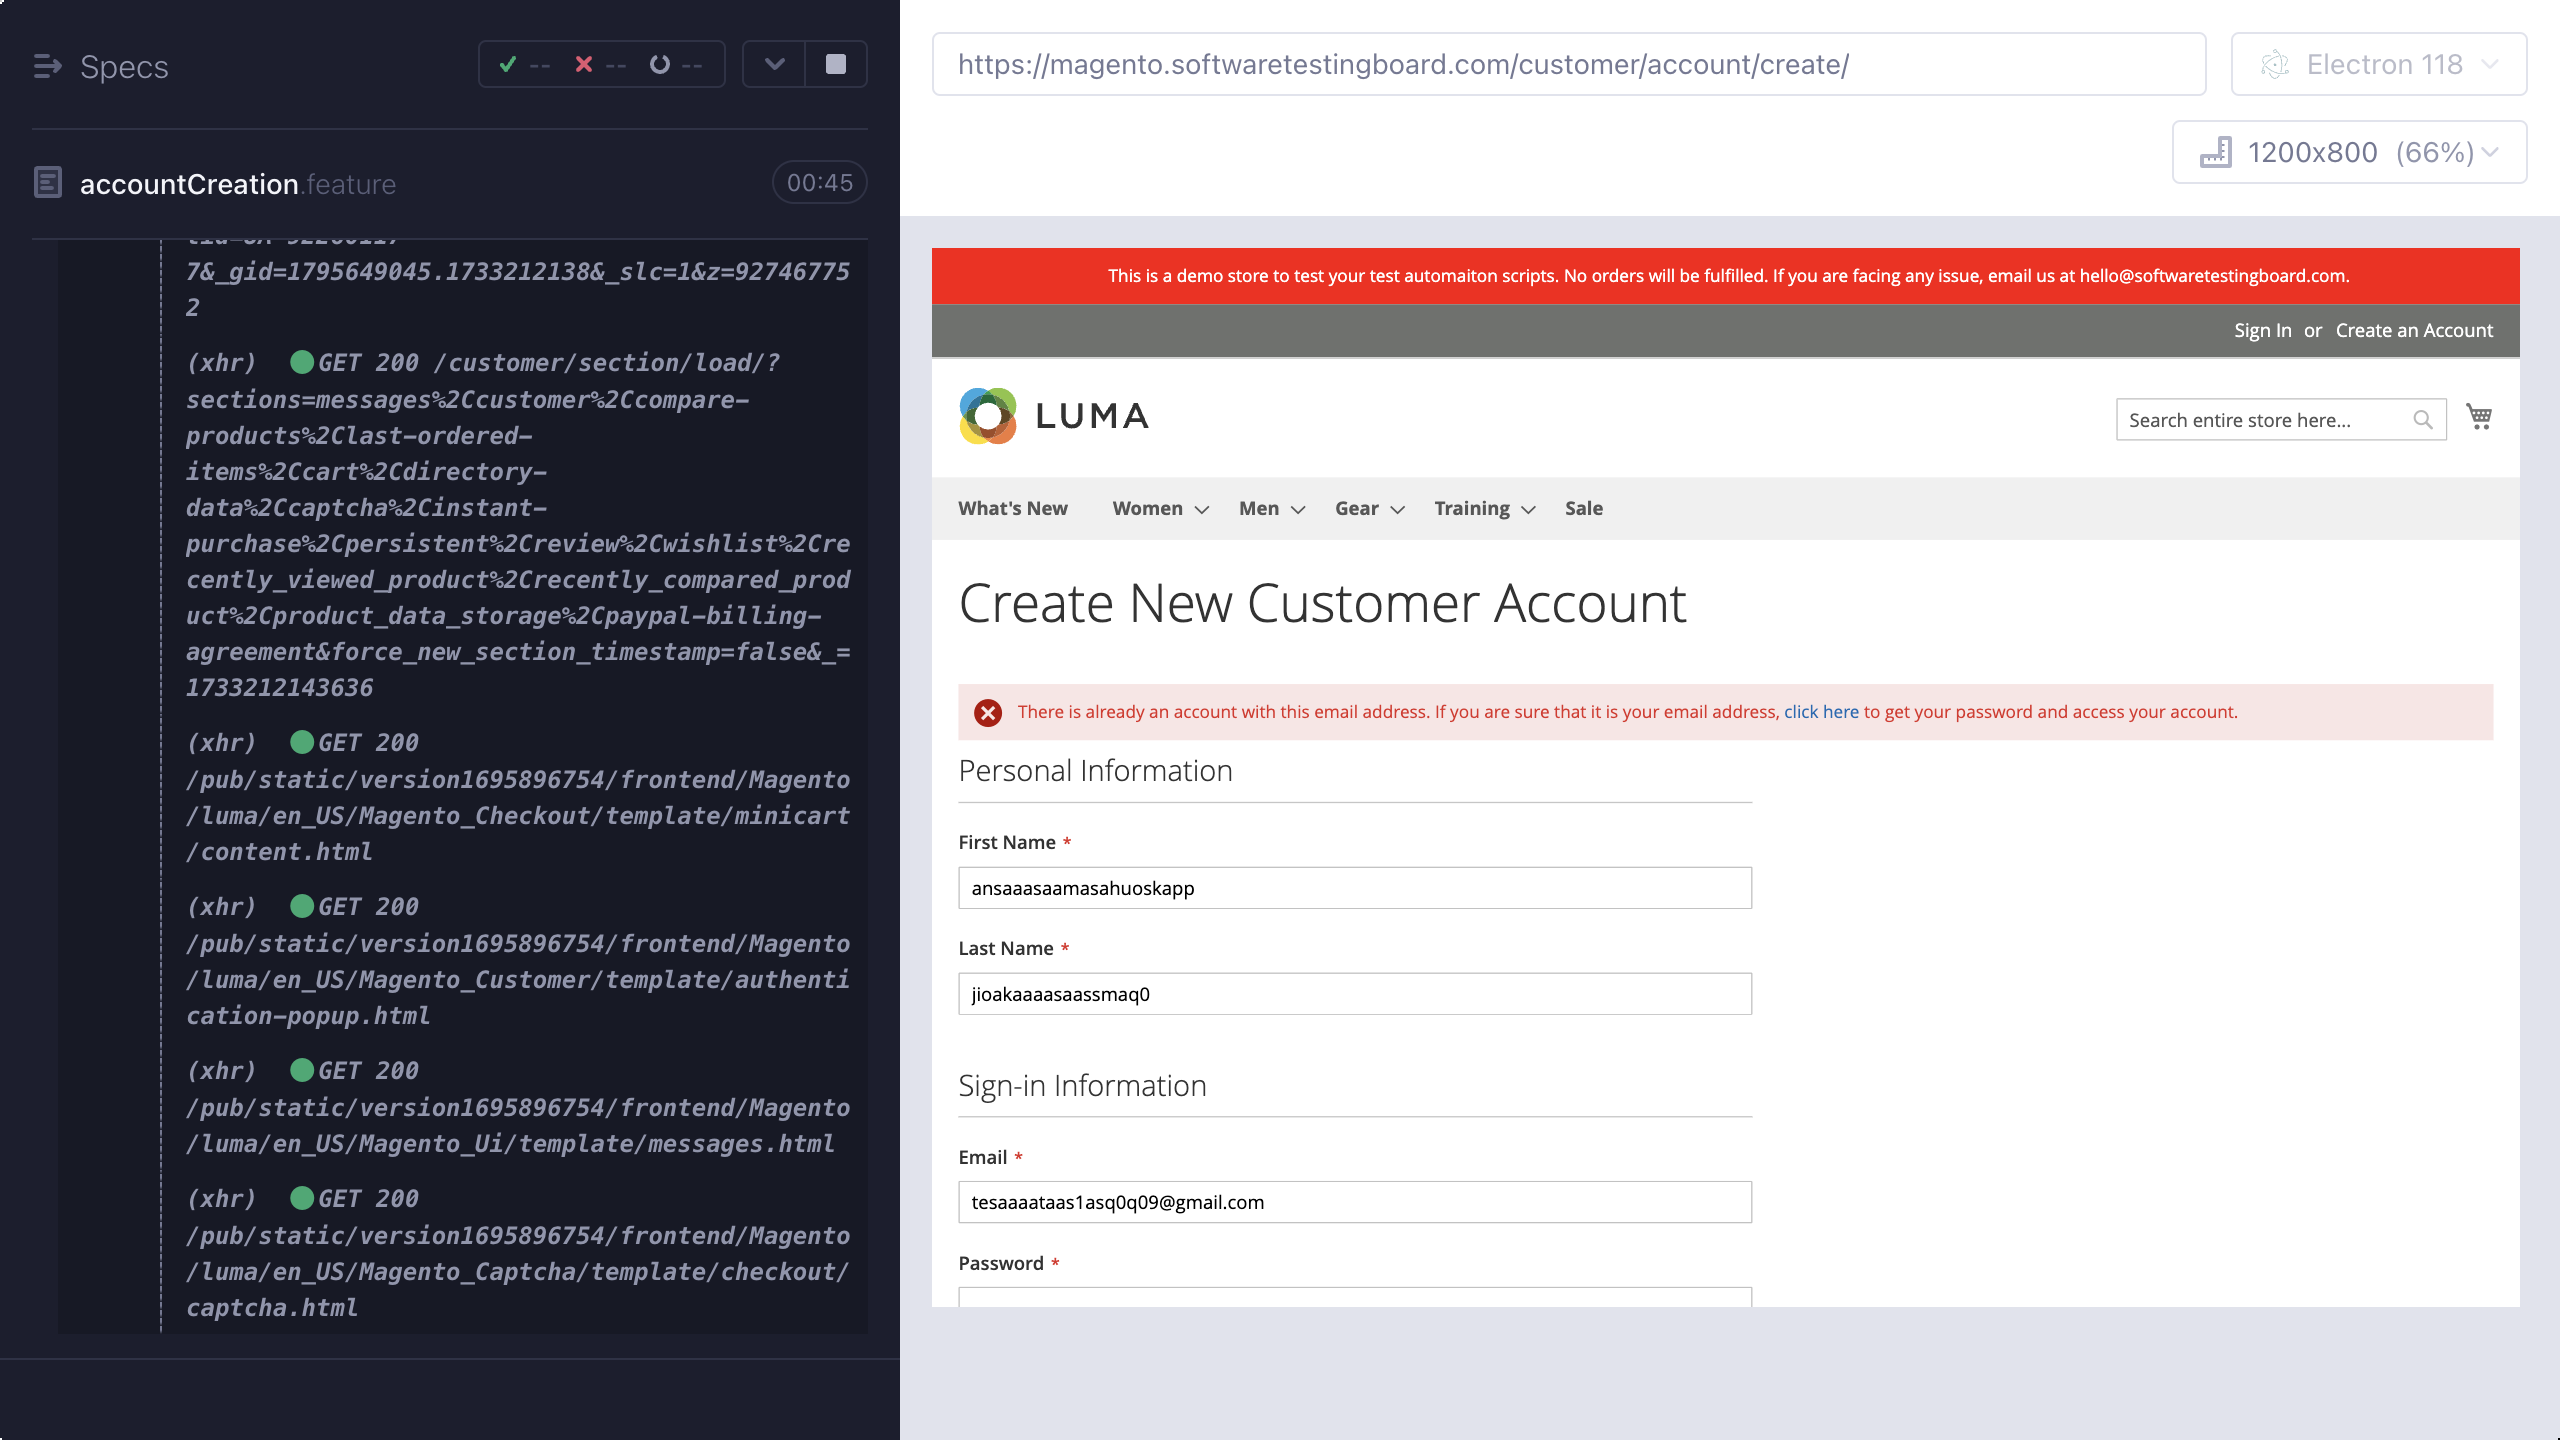 Specs
-- -- --
accountCreation.feature
00:45
7&_gid=1795649045.1733212138&_slc=1&z=92746775
2
(xhr) GET 200 /customer/section/load/?
sections=messages%2Ccustomer%2Ccompare-
products%2Clast-ordered-
items%2Ccart%2Cdirectory-
data%2Ccaptcha%2Cinstant-
purchase%2Cpersistent%2Creview%2Cwishlist%2Cre
cently_viewed_product%2Crecently_compared_prod
uct%2Cproduct_data_storage%2Cpaypal-billing-
agreement&force_new_section_timestamp=false&_=
1733212143636
(xhr) GET 200
/pub/static/version1695896754/frontend/Magento
/luma/en_US/Magento_Checkout/template/minicart
/content.html
(xhr) GET 200
/pub/static/version1695896754/frontend/Magento
/luma/en_US/Magento_Customer/template/authenti
cation-popup.html
(xhr) GET 200
/pub/static/version1695896754/frontend/Magento
/luma/en_US/Magento_Ui/template/messages.html
(xhr) GET 200
/pub/static/version1695896754/frontend/Magento
/luma/en_US/Magento_Captcha/template/checkout/
captcha.html
https://magento.softwaretestingboard.com/customer/account/create/
Electron 118
1200x800 (66%)
This is a demo store to test your test automaiton scripts. No orders will be fulfilled. If you are facing any issue, email us at hello@softwaretestingboard.com.
Sign In or Create an Account
LUMA
Search entire store here...
What's New Women Men Gear Training Sale
Create New Customer Account
There is already an account with this email address. If you are sure that it is your email address, click here to get your password and access your account.
Personal Information
First Name *
ansaaasaamasahuoskapp
Last Name *
jioakaaaasaassmaq0
Sign-in Information
Email *
tesaaaataas1asq0q09@gmail.com
Password *